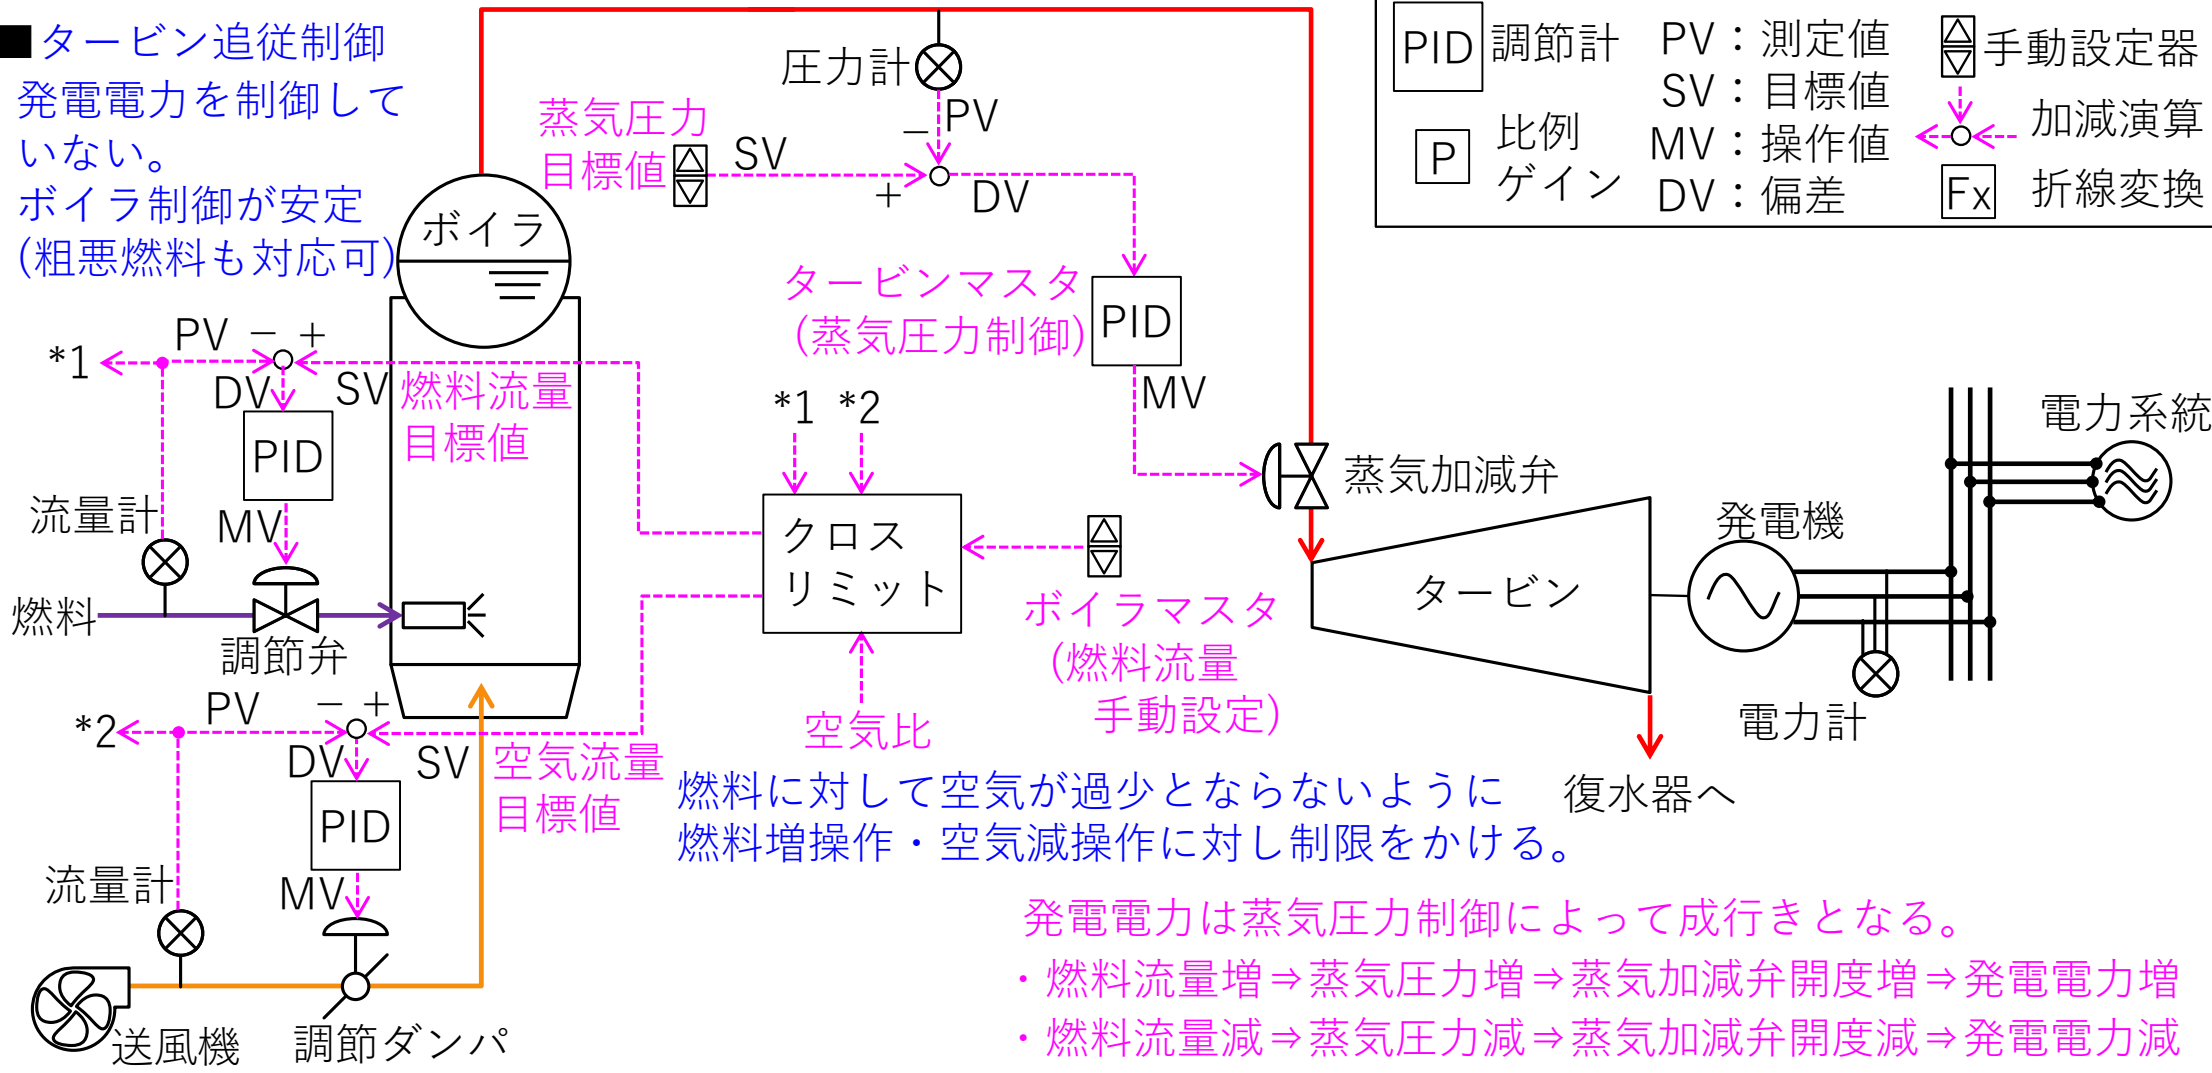 ■タービン追従制御
発電電力を制御して
いない。
ボイラ制御が安定
(粗悪燃料も対応可)
PID
調節計
P
比例
ゲイン
PV：測定値
SV：目標値
MV：操作値
DV：偏差
手動設定器
加減演算
Fx
折線変換
圧力計
PV
−
蒸気圧力
目標値
SV
+
DV
ボイラ
タービンマスタ
(蒸気圧力制御)
PID
MV
*1
PV
−
+
DV
SV
燃料流量
目標値
PID
MV
流量計
燃料
調節弁
*1
*2
クロス
リミット
ボイラマスタ
(燃料流量
手動設定)
空気比
蒸気加減弁
タービン
発電機
電力系統
電力計
復水器へ
*2
PV
−
+
DV
SV
空気流量
目標値
PID
MV
流量計
送風機
調節ダンパ
燃料に対して空気が過少とならないように
燃料増操作・空気減操作に対し制限をかける。
発電電力は蒸気圧力制御によって成行きとなる。
・燃料流量増⇒蒸気圧力増⇒蒸気加減弁開度増⇒発電電力増
・燃料流量減⇒蒸気圧力減⇒蒸気加減弁開度減⇒発電電力減